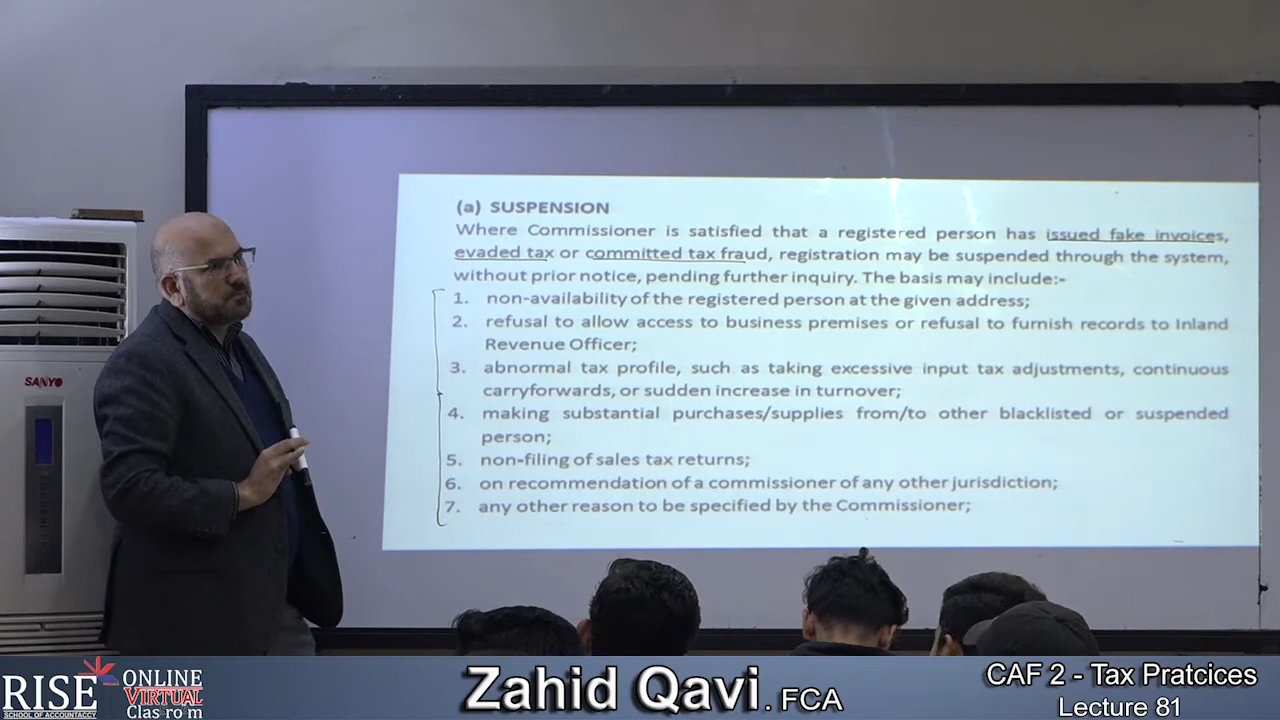 (a) SUSPENSION
Where Commissioner is satisfied that a registered person has issued fake invoices,
evaded tax or committed tax fraud, registration may be suspended through the system,
without prior notice, pending further inquiry. The basis may include:-
1. non-availability of the registered person at the given address;
2. refusal to allow access to business premises or refusal to furnish records to Inland
Revenue Officer;
3. abnormal tax profile, such as taking excessive input tax adjustments, continuous
carryforwards, or sudden increase in turnover;
4. making substantial purchases/supplies from/to other blacklisted or suspended
person;
5. non-filing of sales tax returns;
6. on recommendation of a commissioner of any other jurisdiction;
7. any other reason to be specified by the Commissioner;
SANYO
RISE
SCHOOL OF ACCOUNTACCY
ONLINE
VIRTUAL
Clas ro m
Zahid Qavi . FCA
CAF 2 - Tax Pratcices
Lecture 81